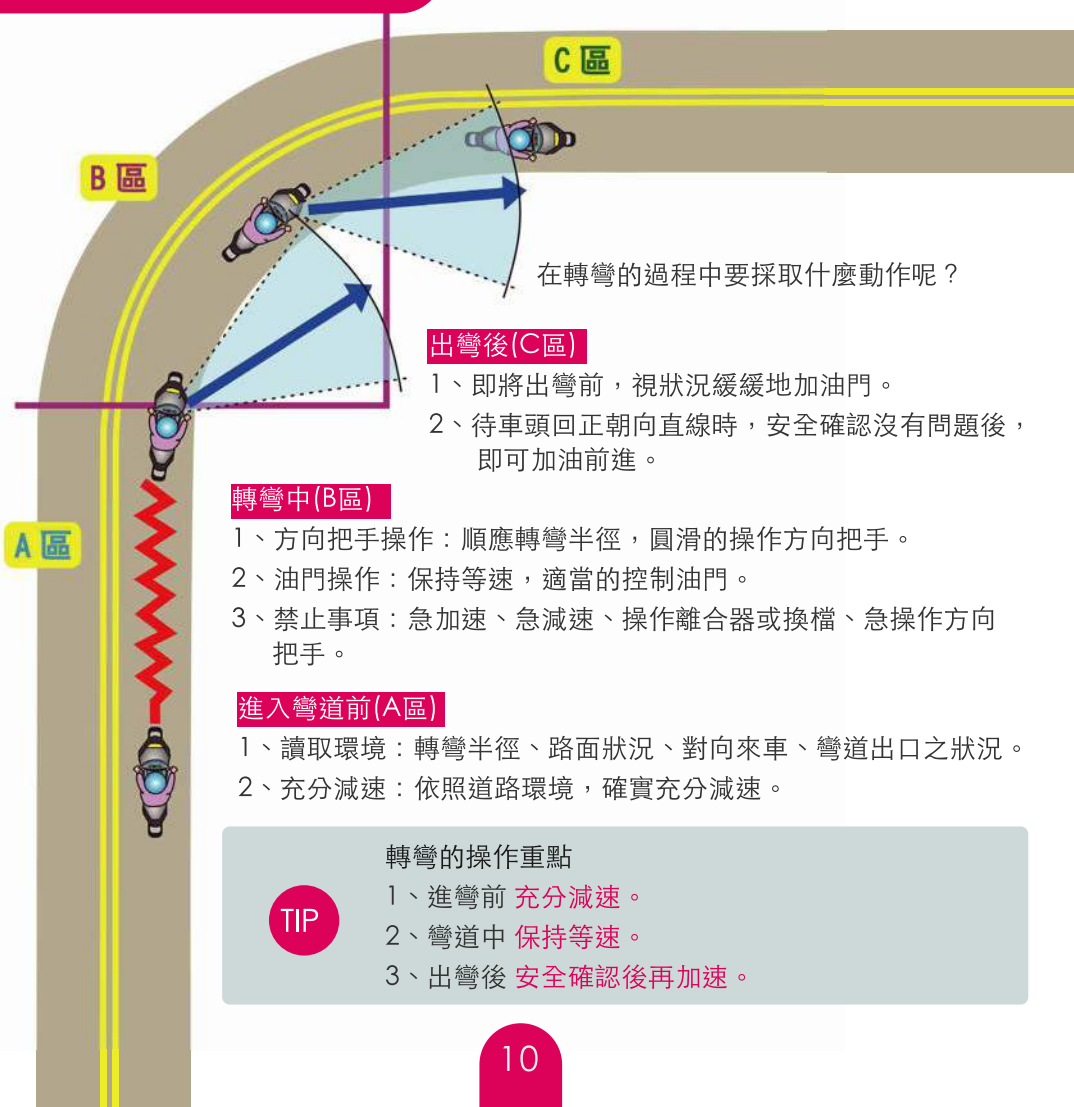 C區
B區
在轉彎的過程中要採取什麼動作呢？
出彎後(C區)
1、即將出彎前，視狀況緩緩地加油門。
2、待車頭回正朝向直線時，安全確認沒有問題後，
即可加油前進。
轉彎中(B區)
A區
1、方向把手操作：順應轉彎半徑，圓滑的操作方向把手。
2、油門操作：保持等速，適當的控制油門。
3、禁止事項：急加速、急減速、操作離合器或換檔、急操作方向
把手。
進入彎道前(A區)
1、讀取環境：轉彎半徑、路面狀況、對向來車、彎道出口之狀況。
2、充分減速：依照道路環境，確實充分減速。
轉彎的操作重點
TIP
1、進彎前 充分減速。
2、彎道中 保持等速。
3、出彎後 安全確認後再加速。
10